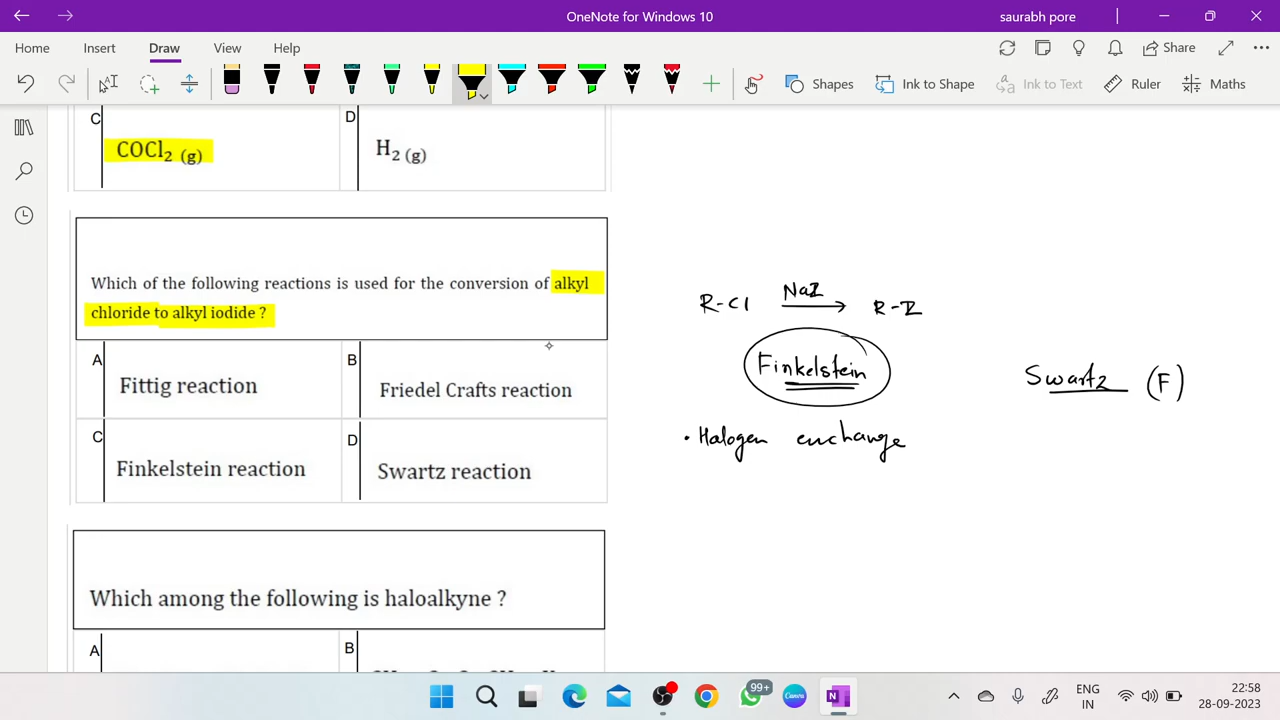 OneNote for Windows 10
saurabh pore
Home Insert Draw View Help
Share
Shapes
Ink to Shape
Ink to Text
Ruler
Maths
C
COCl₂ (g)
D
H₂ (g)
Which of the following reactions is used for the conversion of alkyl
chloride to alkyl iodide ?
A
Fittig reaction
B
Friedel Crafts reaction
C
Finkelstein reaction
D
Swartz reaction
Which among the following is haloalkyne ?
A
B
R-Cl NaI R-I
Finkelstein
• Halogen enchange
Swartz (F)
99+
ENG
IN
22:58
28-09-2023